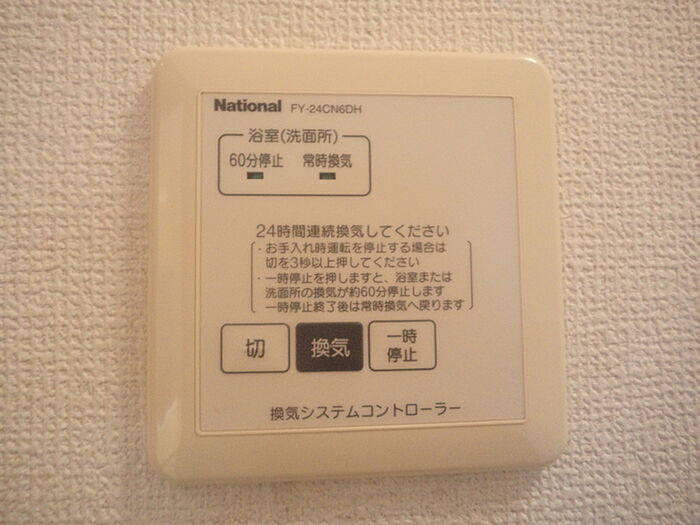 National FY-24CN6DH
浴室(洗面所)
60分停止 常時換気
24時間連続換気してください
・お手入れ時運転を停止する場合は
切を3秒以上押してください
・一時停止を押しますと、浴室または
洗面所の換気が約60分停止します
一時停止終了後は常時換気へ戻ります
切 換気 一時
停止
換気システムコントローラー